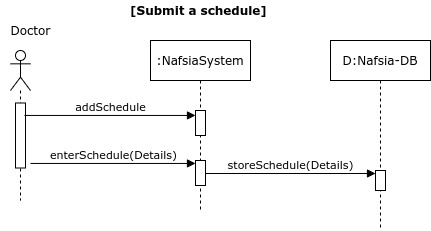 [Submit a schedule]
Doctor
:NafsiaSystem
D:Nafsia-DB
addSchedule
enterSchedule(Details)
storeSchedule(Details)